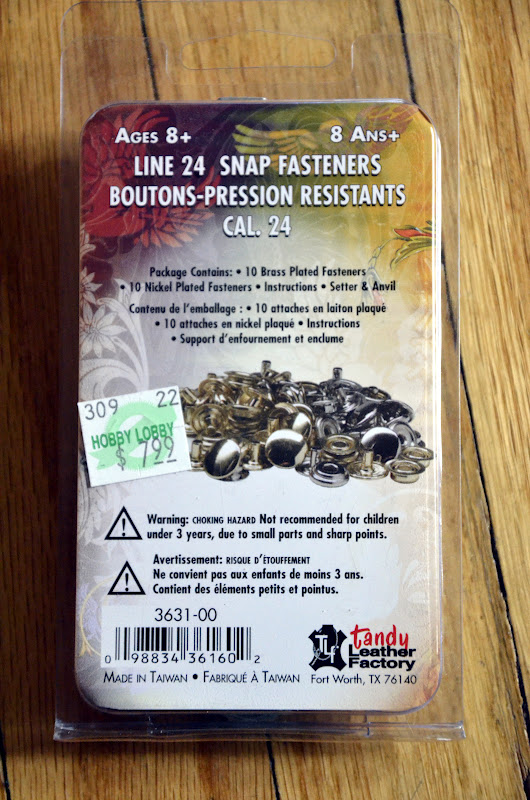 AGES 8+
8 ANS+
LINE 24 SNAP FASTENERS
BOUTONS-PRESSION RESISTANTS
CAL. 24
Package Contains: • 10 Brass Plated Fasteners
• 10 Nickel Plated Fasteners • Instructions • Setter & Anvil
Contenu de l'emballage : • 10 attaches en laiton plaqué
• 10 attaches en nickel plaqué • Instructions
• Support d'enfournement et enclume
309 22
HOBBY LOBBY
$ 7.99
Warning: CHOKING HAZARD Not recommended for children
under 3 years, due to small parts and sharp points.
Avertissement: RISQUE D'ÉTOUFFEMENT
Ne convient pas aux enfants de moins 3 ans.
Contient des éléments petits et pointus.
3631-00
0 98834 36160 2
MADE IN TAIWAN • FABRIQUÉ À TAIWAN
TLF
tandy
Leather
Factory
Fort Worth, TX 76140